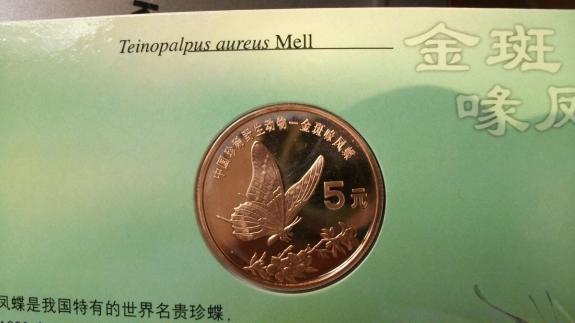 Teinopalpus aureus Mell
金斑
喙凤
中国珍稀野生动物—金斑喙凤蝶
5元
凤蝶是我国特有的世界名贵珍蝶，